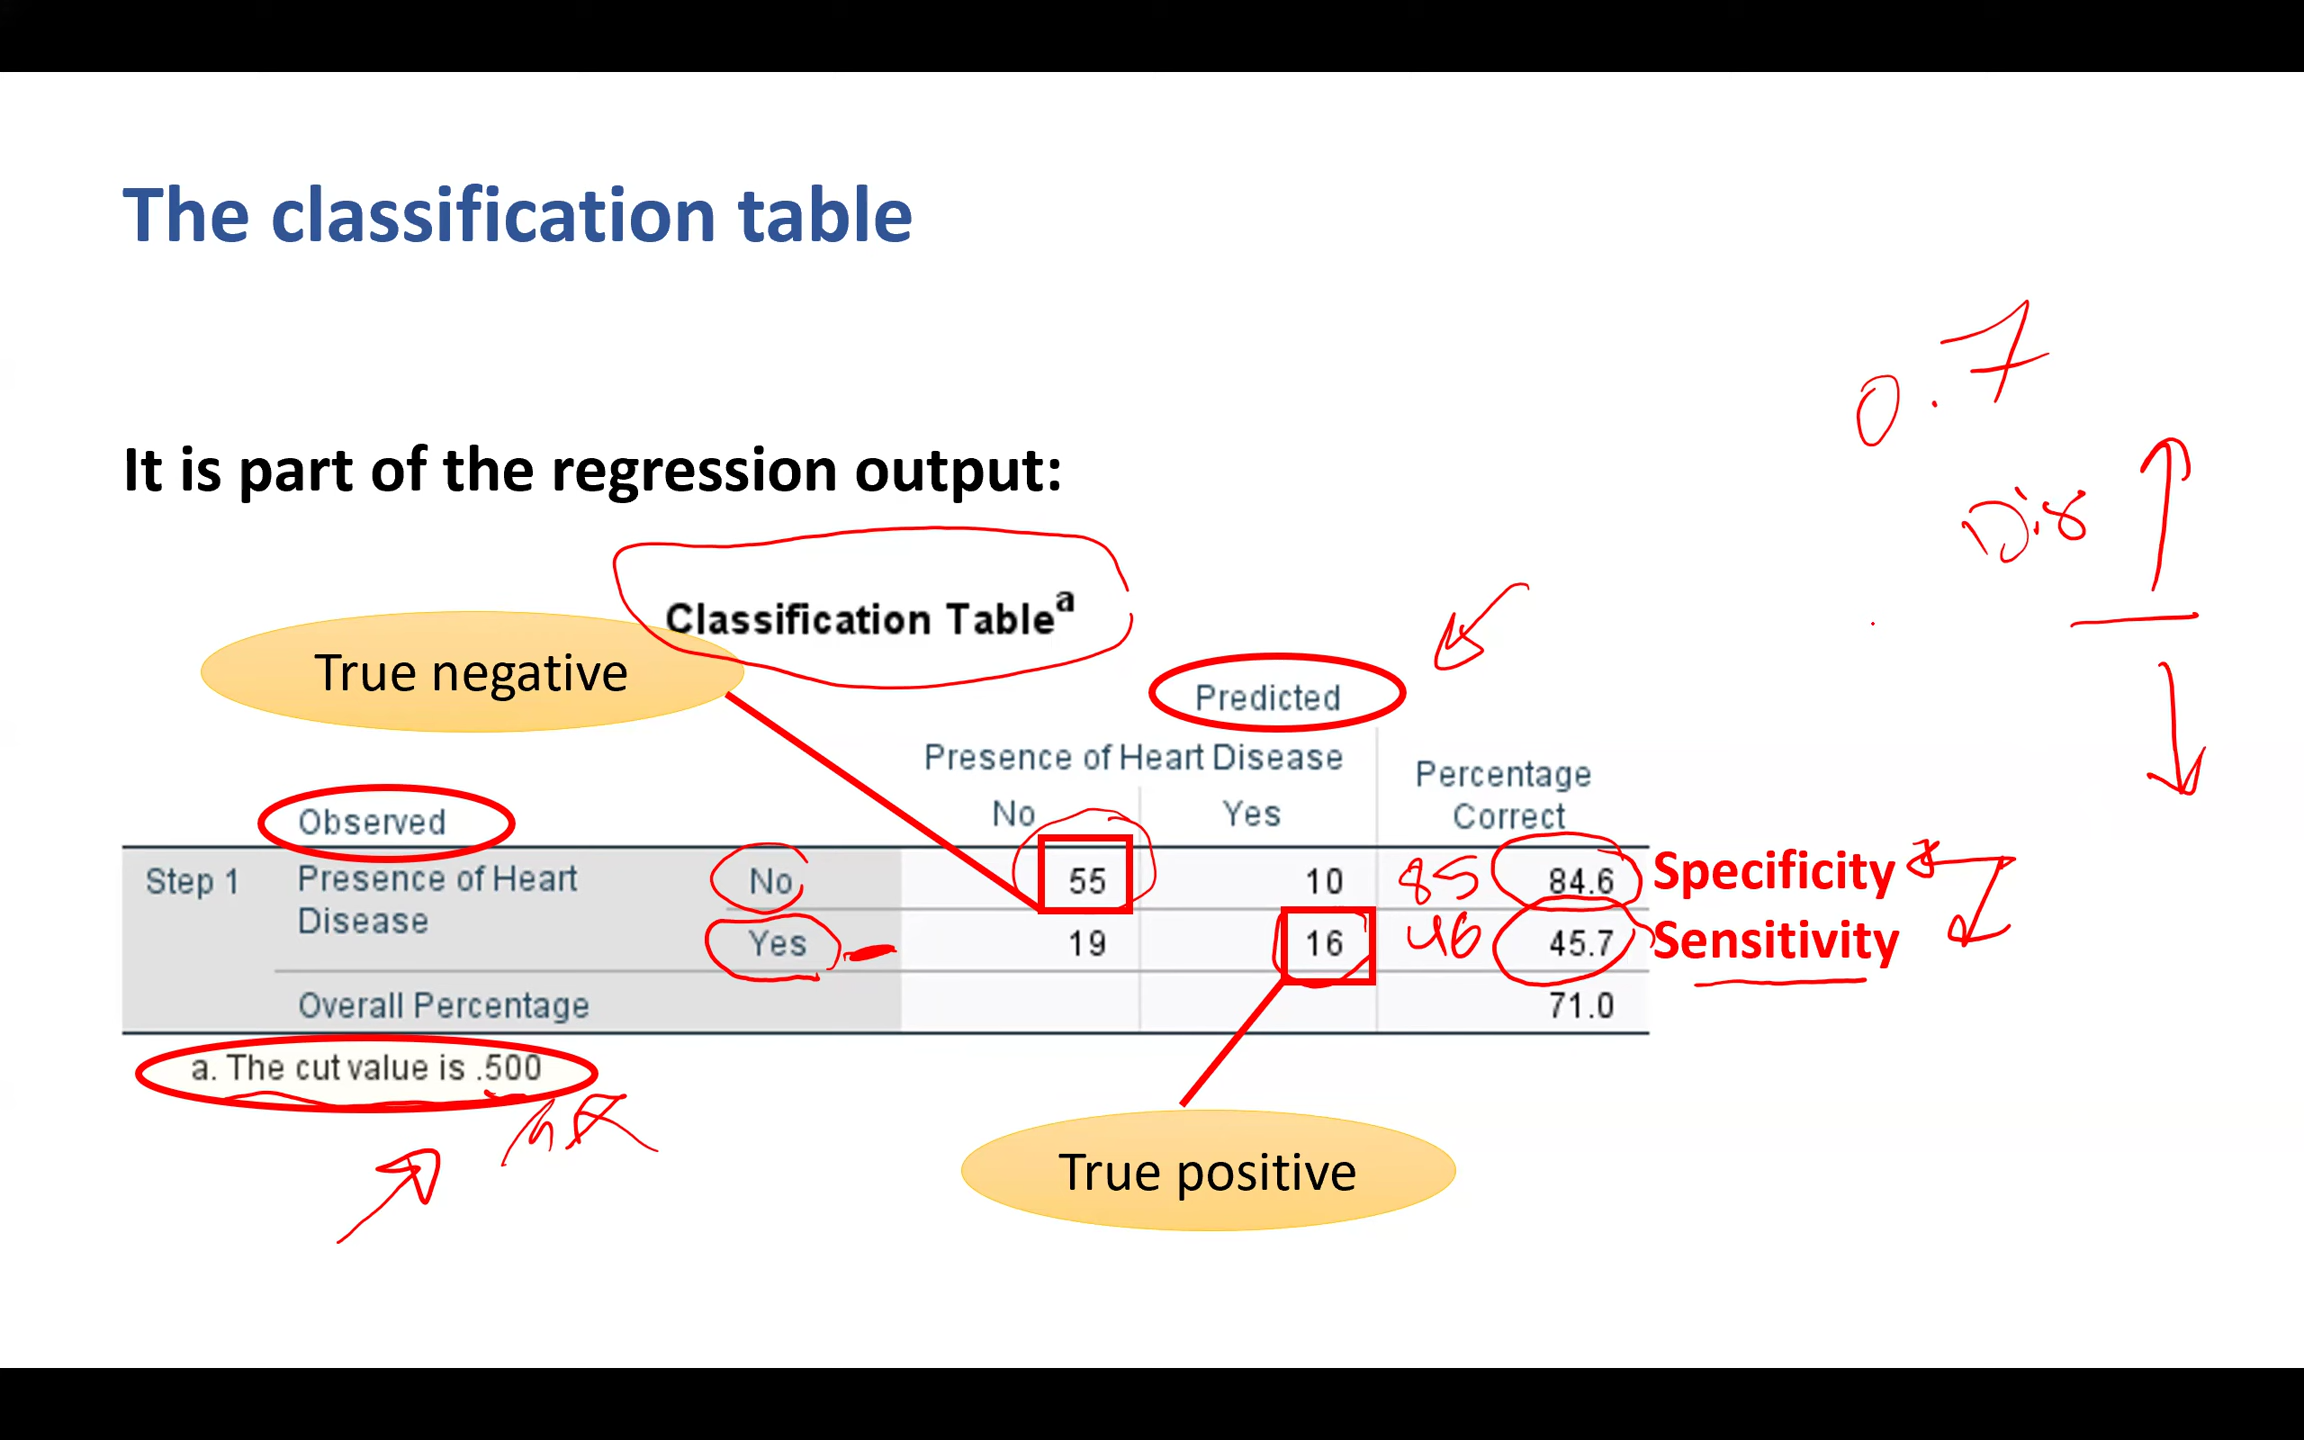 The classification table
0.7
It is part of the regression output:
Dis
Classification Tableᵃ
True negative
Predicted
Presence of Heart Disease
Percentage Correct
Observed
No Yes
Step 1 Presence of Heart Disease No 55 10 85 84.6 Specificity
Yes 19 16 46 45.7 Sensitivity
Overall Percentage 71.0
a. The cut value is .500
True positive